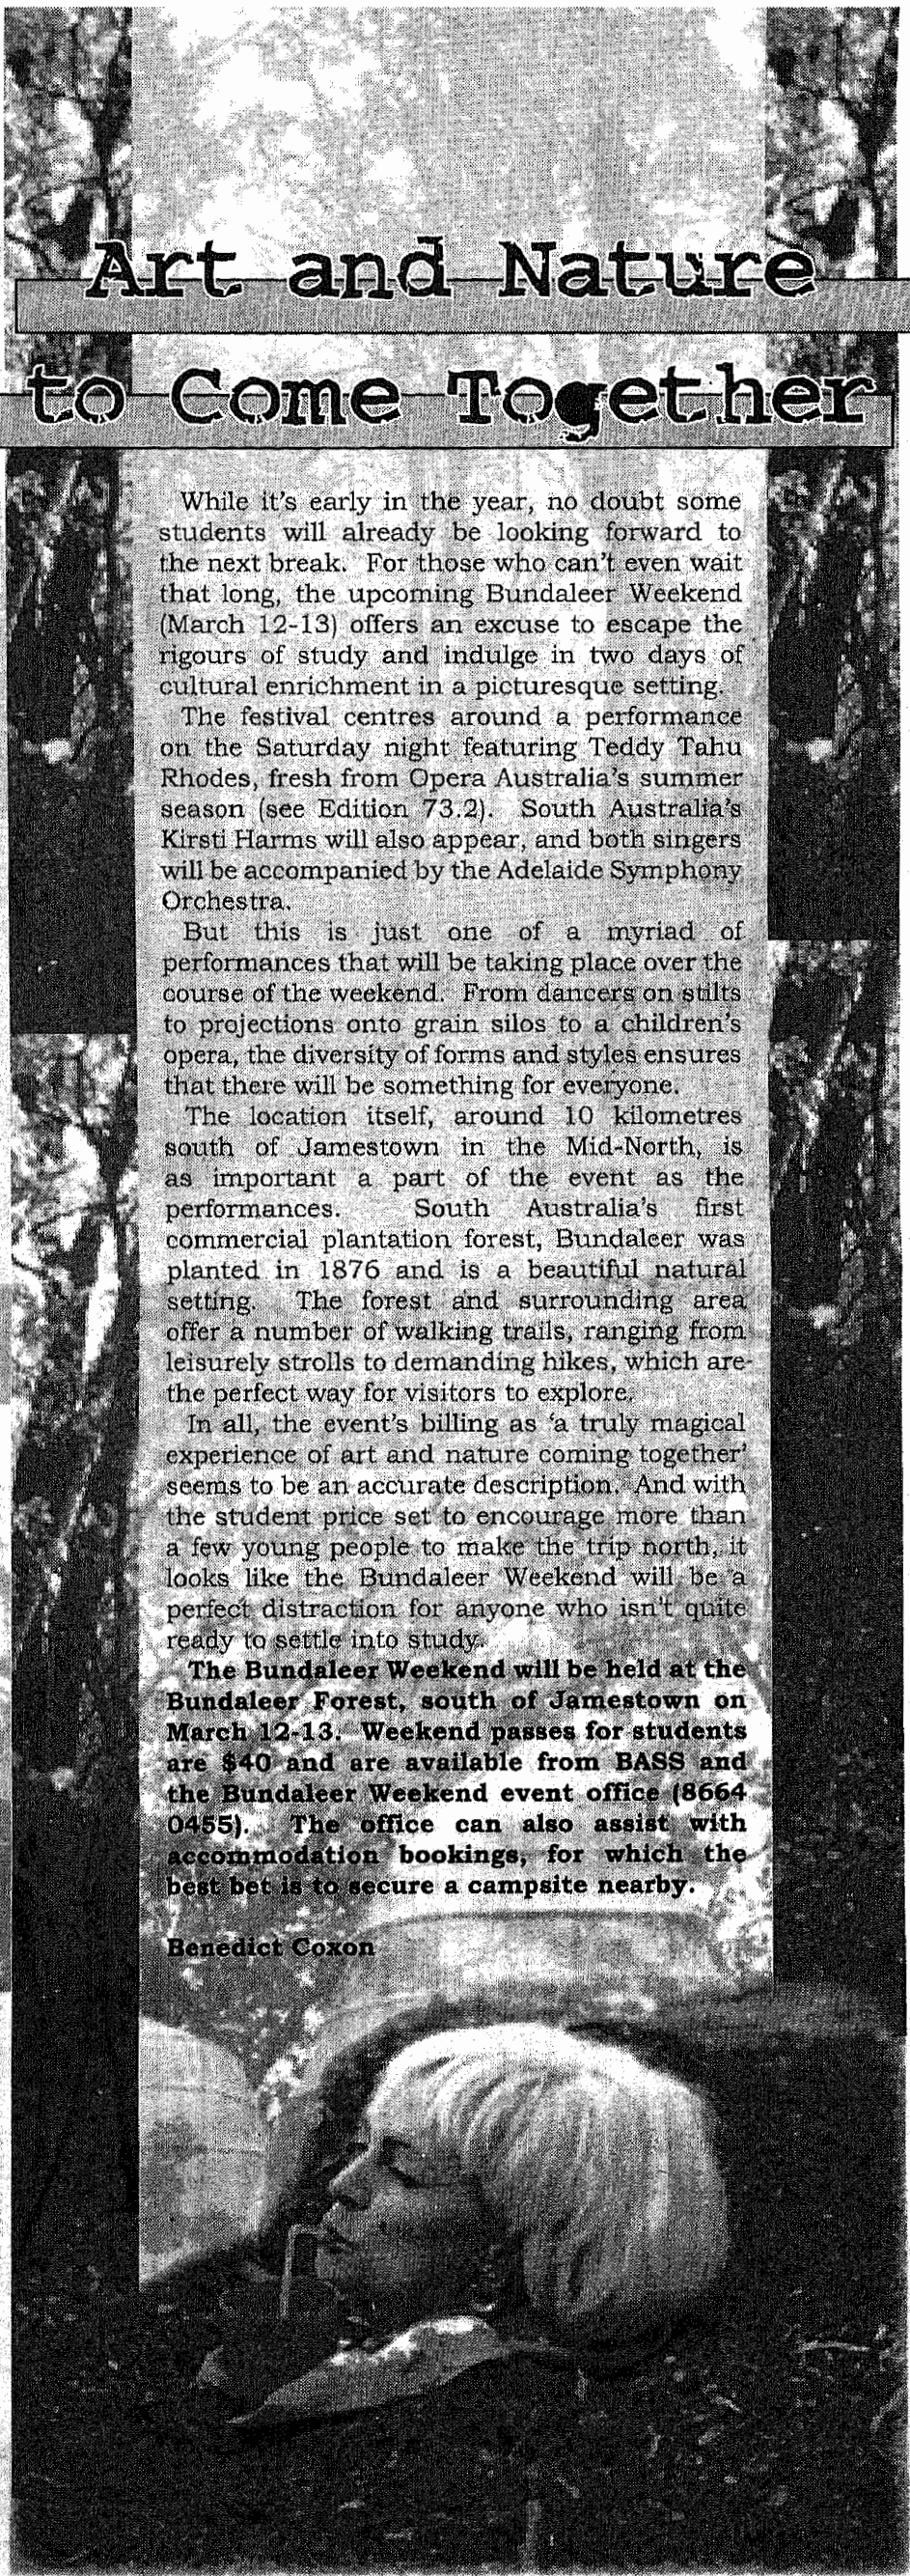 Art and Nature
to Come Together
While it's early in the year, no doubt some
students will already be looking forward to
the next break. For those who can't even wait
that long, the upcoming Bundaleer Weekend
(March 12-13) offers an excuse to escape the
rigours of study and indulge in two days of
cultural enrichment in a picturesque setting.
The festival centres around a performance
on the Saturday night featuring Teddy Tahu
Rhodes, fresh from Opera Australia's summer
season (see Edition 73.2). South Australia's
Kirsti Harms will also appear, and both singers
will be accompanied by the Adelaide Symphony
Orchestra.
But this is just one of a myriad of
performances that will be taking place over the
course of the weekend. From dancers on stilts
to projections onto grain silos to a children's
opera, the diversity of forms and styles ensures
that there will be something for everyone.
The location itself, around 10 kilometres
south of Jamestown in the Mid-North, is
as important a part of the event as the
performances. South Australia's first
commercial plantation forest, Bundaleer was
planted in 1876 and is a beautiful natural
setting. The forest and surrounding area
offer a number of walking trails, ranging from
leisurely strolls to demanding hikes, which are
the perfect way for visitors to explore.
In all, the event's billing as 'a truly magical
experience of art and nature coming together'
seems to be an accurate description. And with
the student price set to encourage more than
a few young people to make the trip north, it
looks like the Bundaleer Weekend will be a
perfect distraction for anyone who isn't quite
ready to settle into study.
The Bundaleer Weekend will be held at the
Bundaleer Forest, south of Jamestown on
March 12-13. Weekend passes for students
are $40 and are available from BASS and
the Bundaleer Weekend event office (8664
0455). The office can also assist with
accommodation bookings, for which the
best bet is to secure a campsite nearby.
Benedict Coxon